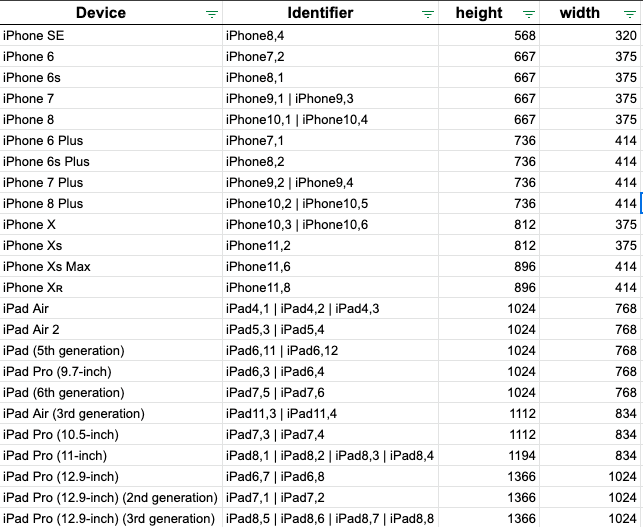 Device Identifier height width
iPhone SE iPhone8,4 568 320
iPhone 6 iPhone7,2 667 375
iPhone 6s iPhone8,1 667 375
iPhone 7 iPhone9,1 | iPhone9,3 667 375
iPhone 8 iPhone10,1 | iPhone10,4 667 375
iPhone 6 Plus iPhone7,1 736 414
iPhone 6s Plus iPhone8,2 736 414
iPhone 7 Plus iPhone9,2 | iPhone9,4 736 414
iPhone 8 Plus iPhone10,2 | iPhone10,5 736 414
iPhone X iPhone10,3 | iPhone10,6 812 375
iPhone Xs iPhone11,2 812 375
iPhone Xs Max iPhone11,6 896 414
iPhone Xʀ iPhone11,8 896 414
iPad Air iPad4,1 | iPad4,2 | iPad4,3 1024 768
iPad Air 2 iPad5,3 | iPad5,4 1024 768
iPad (5th generation) iPad6,11 | iPad6,12 1024 768
iPad Pro (9.7-inch) iPad6,3 | iPad6,4 1024 768
iPad (6th generation) iPad7,5 | iPad7,6 1024 768
iPad Air (3rd generation) iPad11,3 | iPad11,4 1112 834
iPad Pro (10.5-inch) iPad7,3 | iPad7,4 1112 834
iPad Pro (11-inch) iPad8,1 | iPad8,2 | iPad8,3 | iPad8,4 1194 834
iPad Pro (12.9-inch) iPad6,7 | iPad6,8 1366 1024
iPad Pro (12.9-inch) (2nd generation) iPad7,1 | iPad7,2 1366 1024
iPad Pro (12.9-inch) (3rd generation) iPad8,5 | iPad8,6 | iPad8,7 | iPad8,8 1366 1024